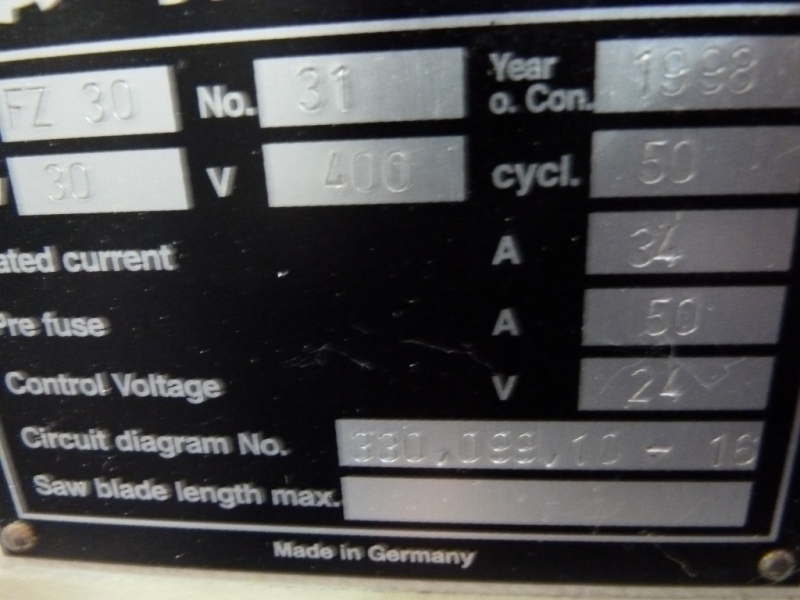 FZ 30 No. 31 Year o. Con. 1998
30 V 400 cycl. 50
ated current A 34
Pre fuse A 50
Control Voltage V 24
Circuit diagram No. 330.099.10 - 16
Saw blade length max.
Made in Germany